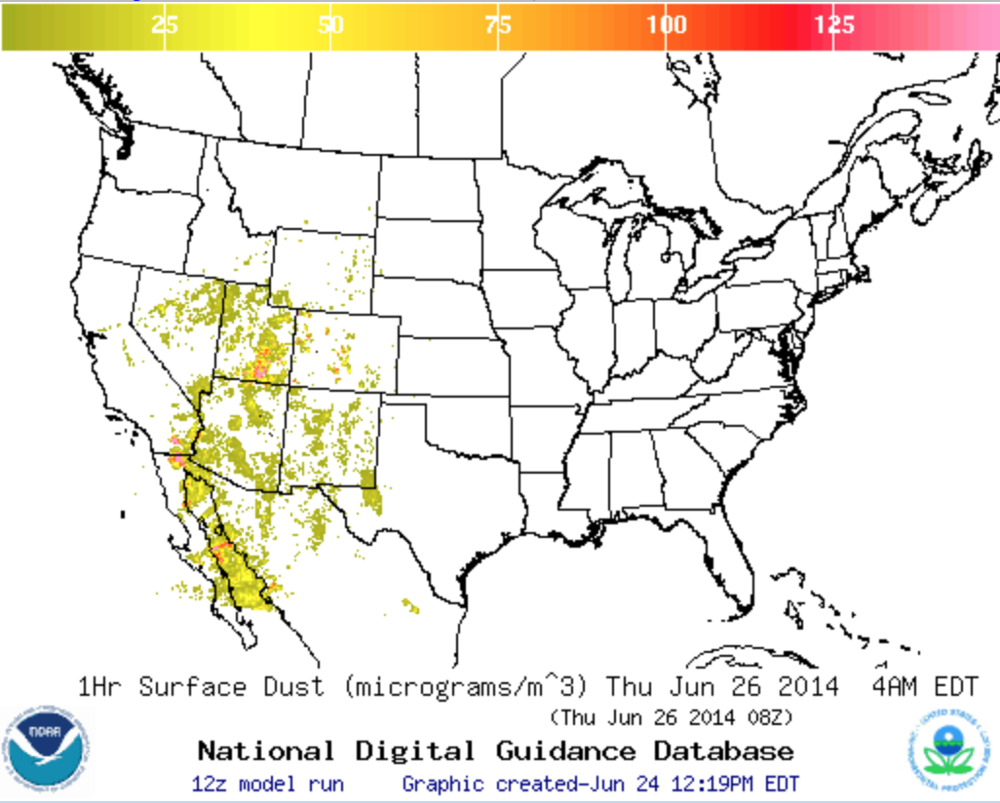 25 50 75 100 125
1Hr Surface Dust (micrograms/m^3) Thu Jun 26 2014 4AM EDT
(Thu Jun 26 2014 08Z)
NOAA
National Digital Guidance Database
12z model run Graphic created-Jun 24 12:19PM EDT